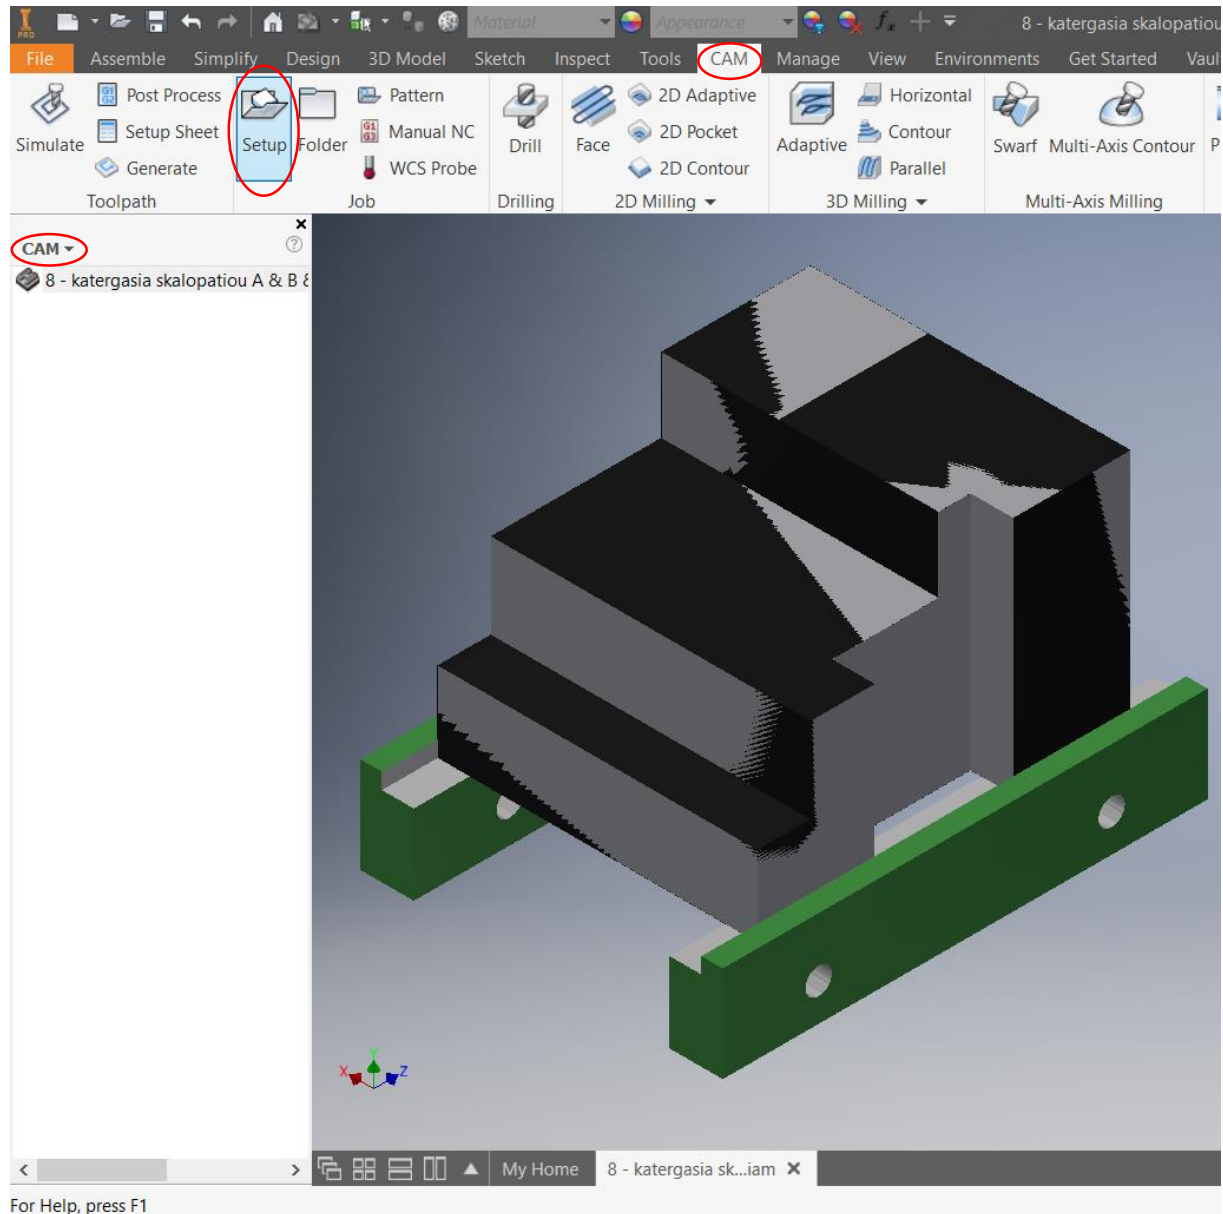 PRO Material Appearance fx 8 - katergasia skalopatiou
File Assemble Simplify Design 3D Model Sketch Inspect Tools CAM Manage View Environments Get Started Vaul
Post Process Pattern 2D Adaptive Horizontal
Simulate Setup Sheet Setup Folder Manual NC Drill Face 2D Pocket Adaptive Contour Swarf Multi-Axis Contour P
Generate WCS Probe 2D Contour Parallel
Toolpath Job Drilling 2D Milling 3D Milling Multi-Axis Milling
CAM
8 - katergasia skalopatiou A & B &
X Y Z
My Home 8 - katergasia sk...iam
For Help, press F1